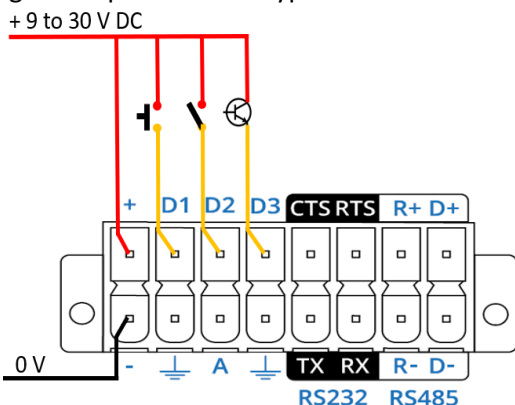 + 9 to 30 V DC
+ D1 D2 D3 CTS RTS R+ D+
0 V
- ⏚ A ⏚ TX RX R- D-
RS232 RS485